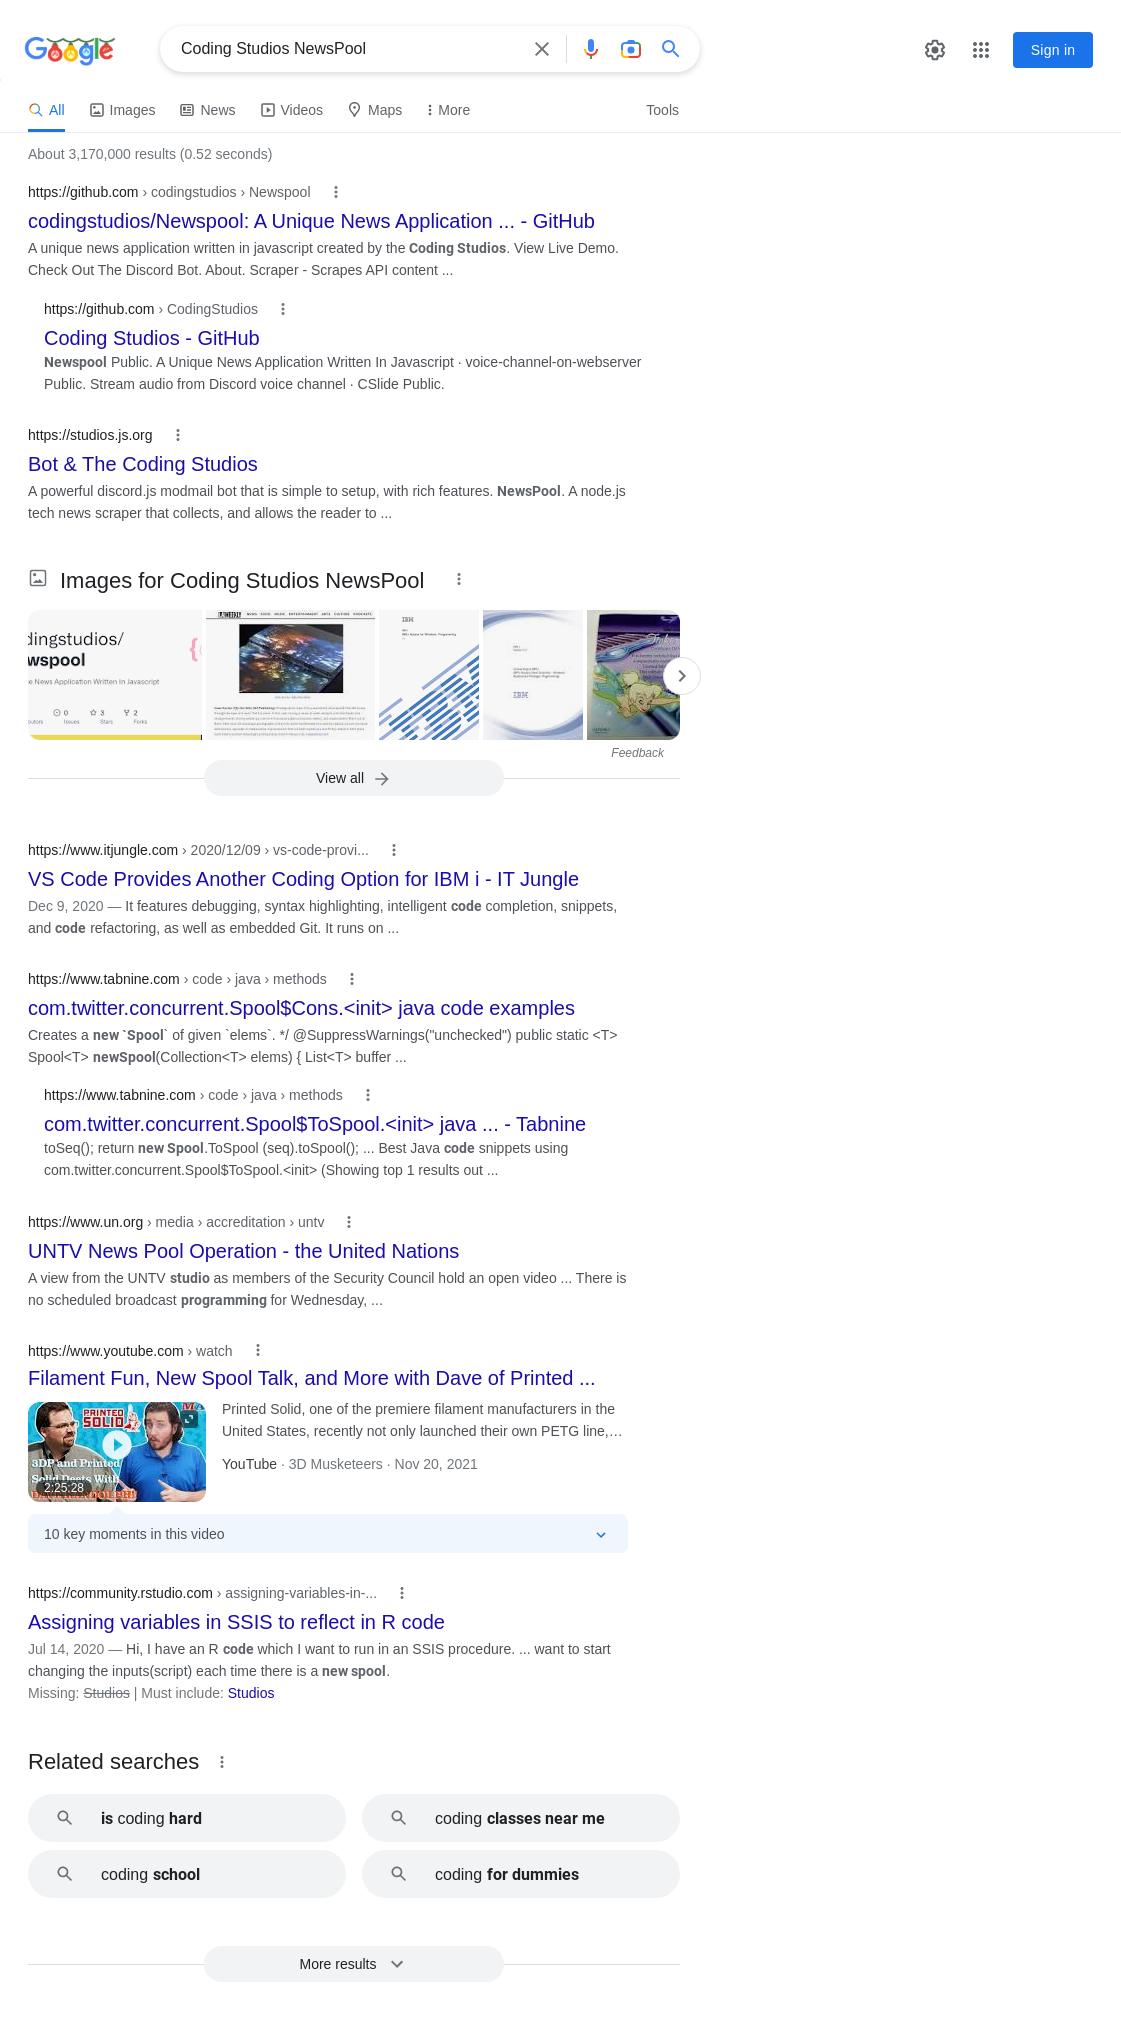 Google
Coding Studios NewsPool
Sign in
All
Images
News
Videos
Maps
More
Tools
About 3,170,000 results (0.52 seconds)
https://github.com › codingstudios › Newspool
codingstudios/Newspool: A Unique News Application ... - GitHub
A unique news application written in javascript created by the Coding Studios. View Live Demo.
Check Out The Discord Bot. About. Scraper - Scrapes API content ...
https://github.com › CodingStudios
Coding Studios - GitHub
Newspool Public. A Unique News Application Written In Javascript · voice-channel-on-webserver
Public. Stream audio from Discord voice channel · CSlide Public.
https://studios.js.org
Bot & The Coding Studios
A powerful discord.js modmail bot that is simple to setup, with rich features. NewsPool. A node.js
tech news scraper that collects, and allows the reader to ...
Images for Coding Studios NewsPool
dingstudios/
wspool
e News Application Written In Javascript
0
3
2
Issues
Stars
Forks
IBM
IBM
Feedback
View all
https://www.itjungle.com › 2020/12/09 › vs-code-provi...
VS Code Provides Another Coding Option for IBM i - IT Jungle
Dec 9, 2020 — It features debugging, syntax highlighting, intelligent code completion, snippets,
and code refactoring, as well as embedded Git. It runs on ...
https://www.tabnine.com › code › java › methods
com.twitter.concurrent.Spool$Cons.<init> java code examples
Creates a new `Spool` of given `elems`. */ @SuppressWarnings("unchecked") public static <T>
Spool<T> newSpool(Collection<T> elems) { List<T> buffer ...
https://www.tabnine.com › code › java › methods
com.twitter.concurrent.Spool$ToSpool.<init> java ... - Tabnine
toSeq(); return new Spool.ToSpool (seq).toSpool(); ... Best Java code snippets using
com.twitter.concurrent.Spool$ToSpool.<init> (Showing top 1 results out ...
https://www.un.org › media › accreditation › untv
UNTV News Pool Operation - the United Nations
A view from the UNTV studio as members of the Security Council hold an open video ... There is
no scheduled broadcast programming for Wednesday, ...
https://www.youtube.com › watch
Filament Fun, New Spool Talk, and More with Dave of Printed ...
PRINTED
SOLID
3DP and Printed
Solid Deets With
2:25:28
Printed Solid, one of the premiere filament manufacturers in the
United States, recently not only launched their own PETG line,…
YouTube · 3D Musketeers · Nov 20, 2021
10 key moments in this video
https://community.rstudio.com › assigning-variables-in-...
Assigning variables in SSIS to reflect in R code
Jul 14, 2020 — Hi, I have an R code which I want to run in an SSIS procedure. ... want to start
changing the inputs(script) each time there is a new spool.
Missing: Studios | Must include: Studios
Related searches
is coding hard
coding classes near me
coding school
coding for dummies
More results